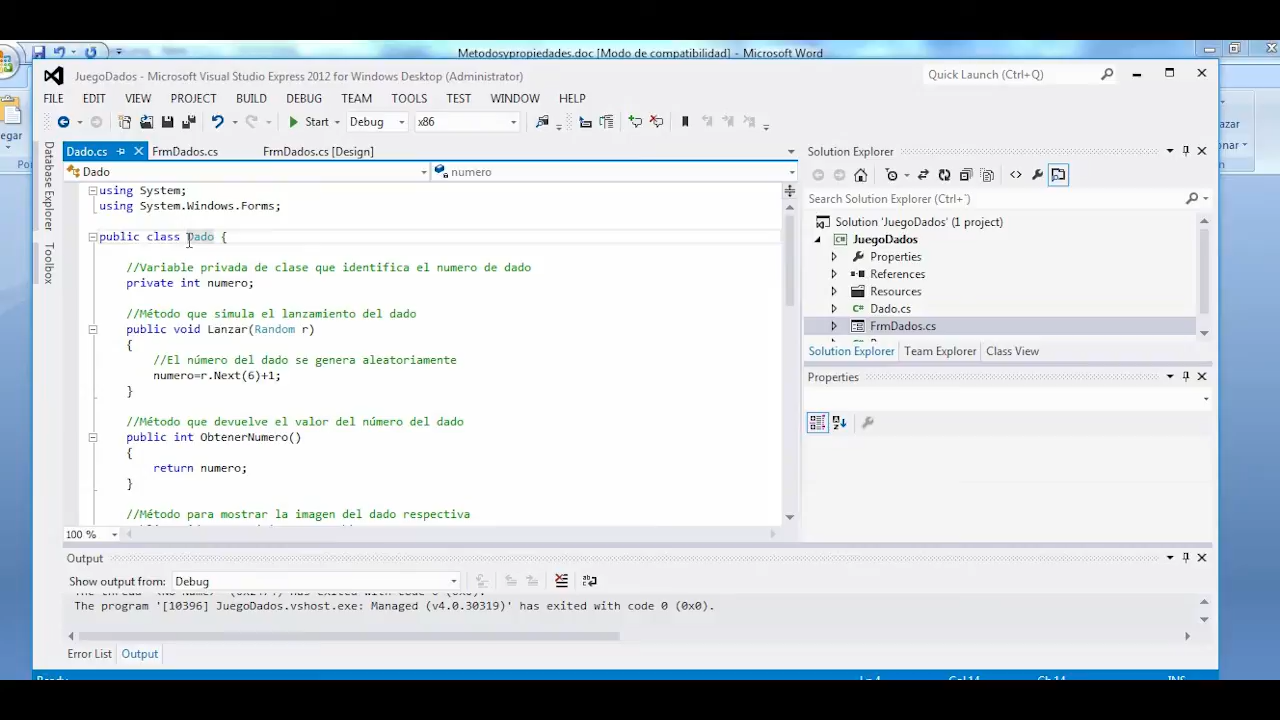 Metodosypropiedades.doc [Modo de compatibilidad] - Microsoft Word
JuegoDados - Microsoft Visual Studio Express 2012 for Windows Desktop (Administrator)
Quick Launch (Ctrl+Q)
FILE EDIT VIEW PROJECT BUILD DEBUG TEAM TOOLS TEST WINDOW HELP
Start Debug x86
Database Explorer
Toolbox
Dado.cs FrmDados.cs FrmDados.cs [Design]
Dado numero
using System;
using System.Windows.Forms;
public class Dado {
//Variable privada de clase que identifica el numero de dado
private int numero;
//Método que simula el lanzamiento del dado
public void Lanzar(Random r)
{
//El número del dado se genera aleatoriamente
numero=r.Next(6)+1;
}
//Método que devuelve el valor del número del dado
public int ObtenerNumero()
{
return numero;
}
//Método para mostrar la imagen del dado respectiva
100 %
Solution Explorer
Search Solution Explorer (Ctrl+´)
Solution 'JuegoDados' (1 project)
JuegoDados
Properties
References
Resources
Dado.cs
FrmDados.cs
Solution Explorer Team Explorer Class View
Properties
Output
Show output from: Debug
The program '[10396] JuegoDados.vshost.exe: Managed (v4.0.30319)' has exited with code 0 (0x0).
Error List Output